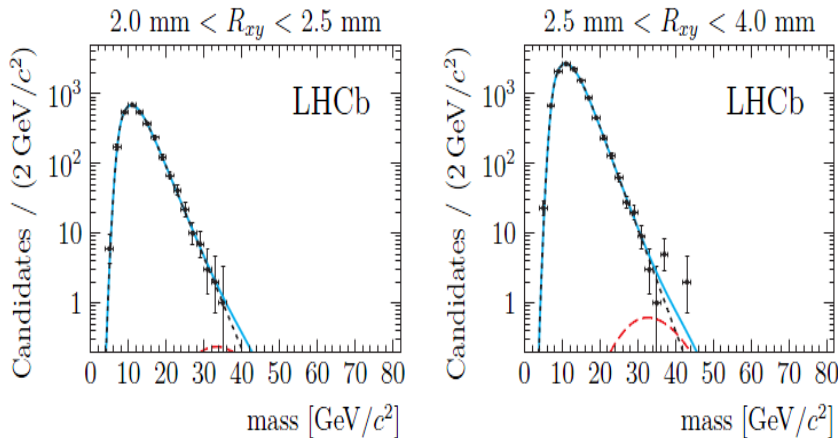 2.0 mm < R_xy < 2.5 mm
Candidates / (2 GeV/c²)
10³
10²
10
1
LHCb
0 10 20 30 40 50 60 70 80
mass [GeV/c²]
2.5 mm < R_xy < 4.0 mm
Candidates / (2 GeV/c²)
10³
10²
10
1
LHCb
0 10 20 30 40 50 60 70 80
mass [GeV/c²]